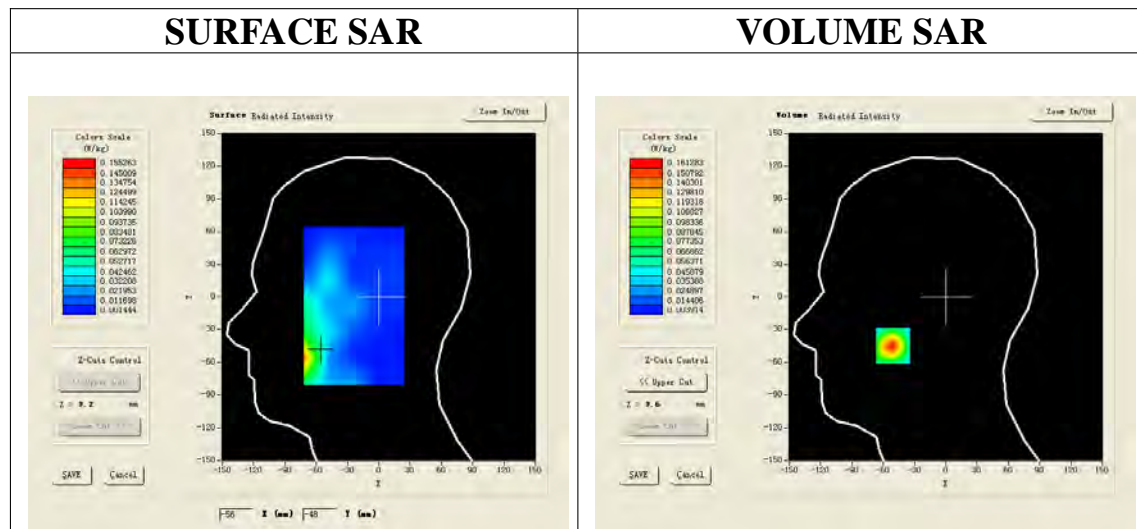 SURFACE SAR
VOLUME SAR
Surface Radiated Intensity
Zoom In/Out
Colors Scale
(W/kg)
0.155263
0.145009
0.134754
0.124499
0.114245
0.103990
0.093735
0.083481
0.073226
0.062972
0.052717
0.042462
0.032208
0.021953
0.011698
0.001444
150
120
90
60
30
0
-30
-60
-90
-120
-150
-150 -120 -90 -60 -30 0 30 60 90 120 150
Z-Cuts Control
<< Upper Cut
mm
SAVE Cancel
-56 X (mm) -48 Y (mm)
Volume Radiated Intensity
Zoom In/Out
Colors Scale
(W/kg)
0.161283
0.150792
0.140301
0.129810
0.119318
0.108827
0.098336
0.087845
0.077353
0.066862
0.056371
0.045879
0.035388
0.024897
0.014406
0.003914
150
120
90
60
30
0
-30
-60
-90
-120
-150
-150 -120 -90 -60 -30 0 30 60 90 120 150
Z-Cuts Control
<< Upper Cut
mm
SAVE Cancel